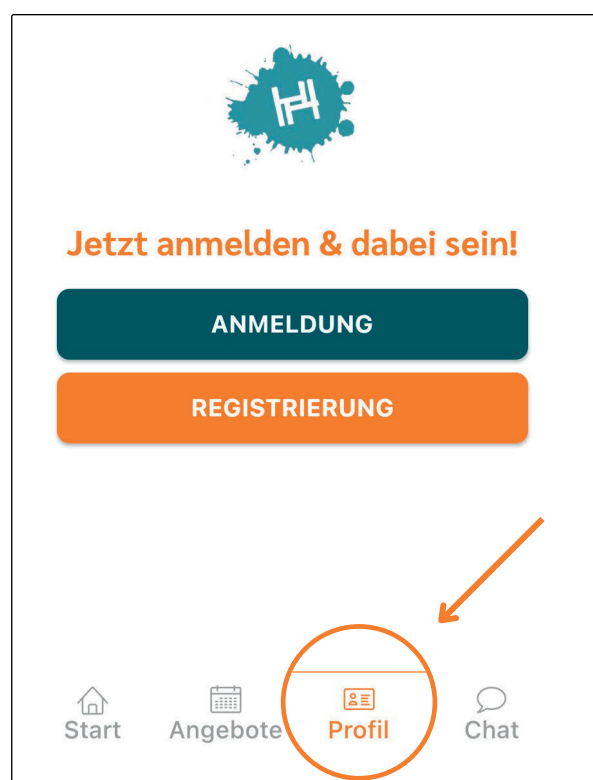 Jetzt anmelden & dabei sein!
ANMELDUNG
REGISTRIERUNG
Start Angebote Profil Chat